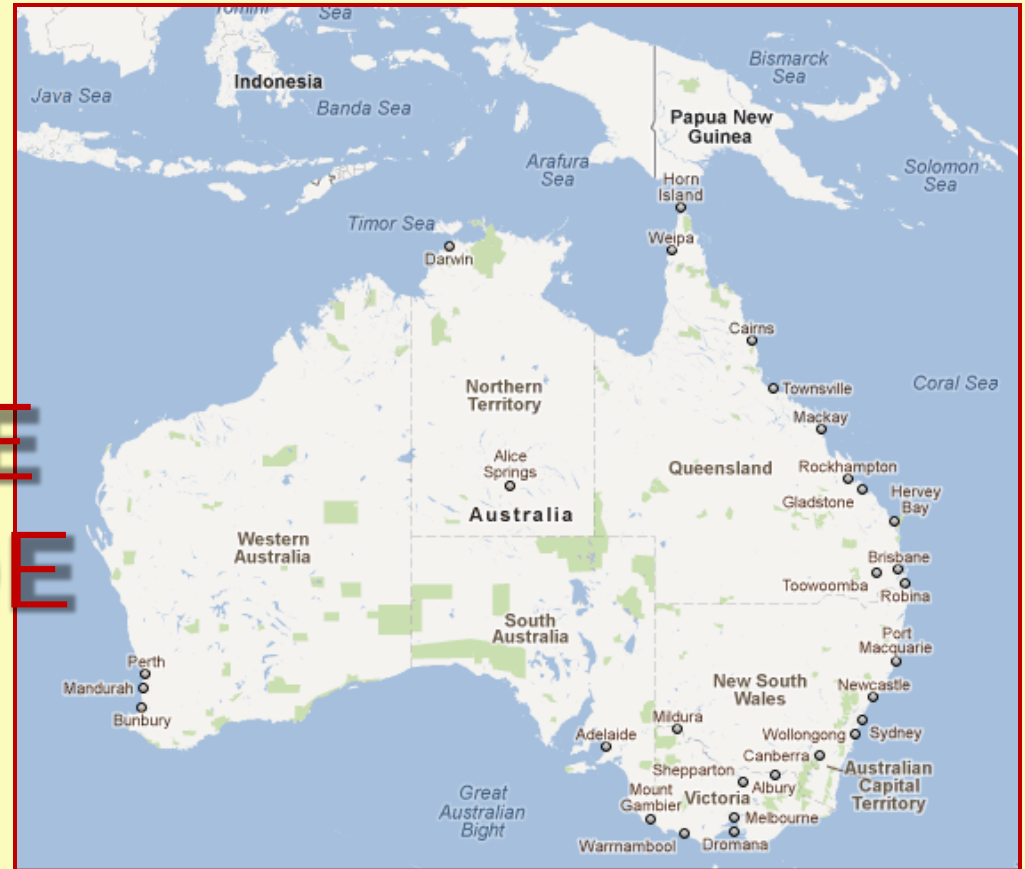 Sea
Bismarck
Sea
Indonesia
Java Sea
Banda Sea
Papua New
Guinea
Arafura
Sea
Solomon
Sea
Horn
Island
Timor Sea
Weipa
Darwin
Cairns
Northern
Territory
Townsville
Coral Sea
Mackay
E
Alice
Springs
Queensland
Rockhampton
Gladstone
Hervey
Bay
Australia
Western
Australia
E
Brisbane
Toowoomba
Robina
South
Australia
Port
Macquarie
Perth
Mandurah
Bunbury
New South
Wales
Newcastle
Mildura
Adelaide
Wollongong
Sydney
Canberra
Shepparton
Albury
Australian
Capital
Territory
Mount
Gambier
Victoria
Great
Australian
Bight
Melbourne
Warrnambool
Dromana